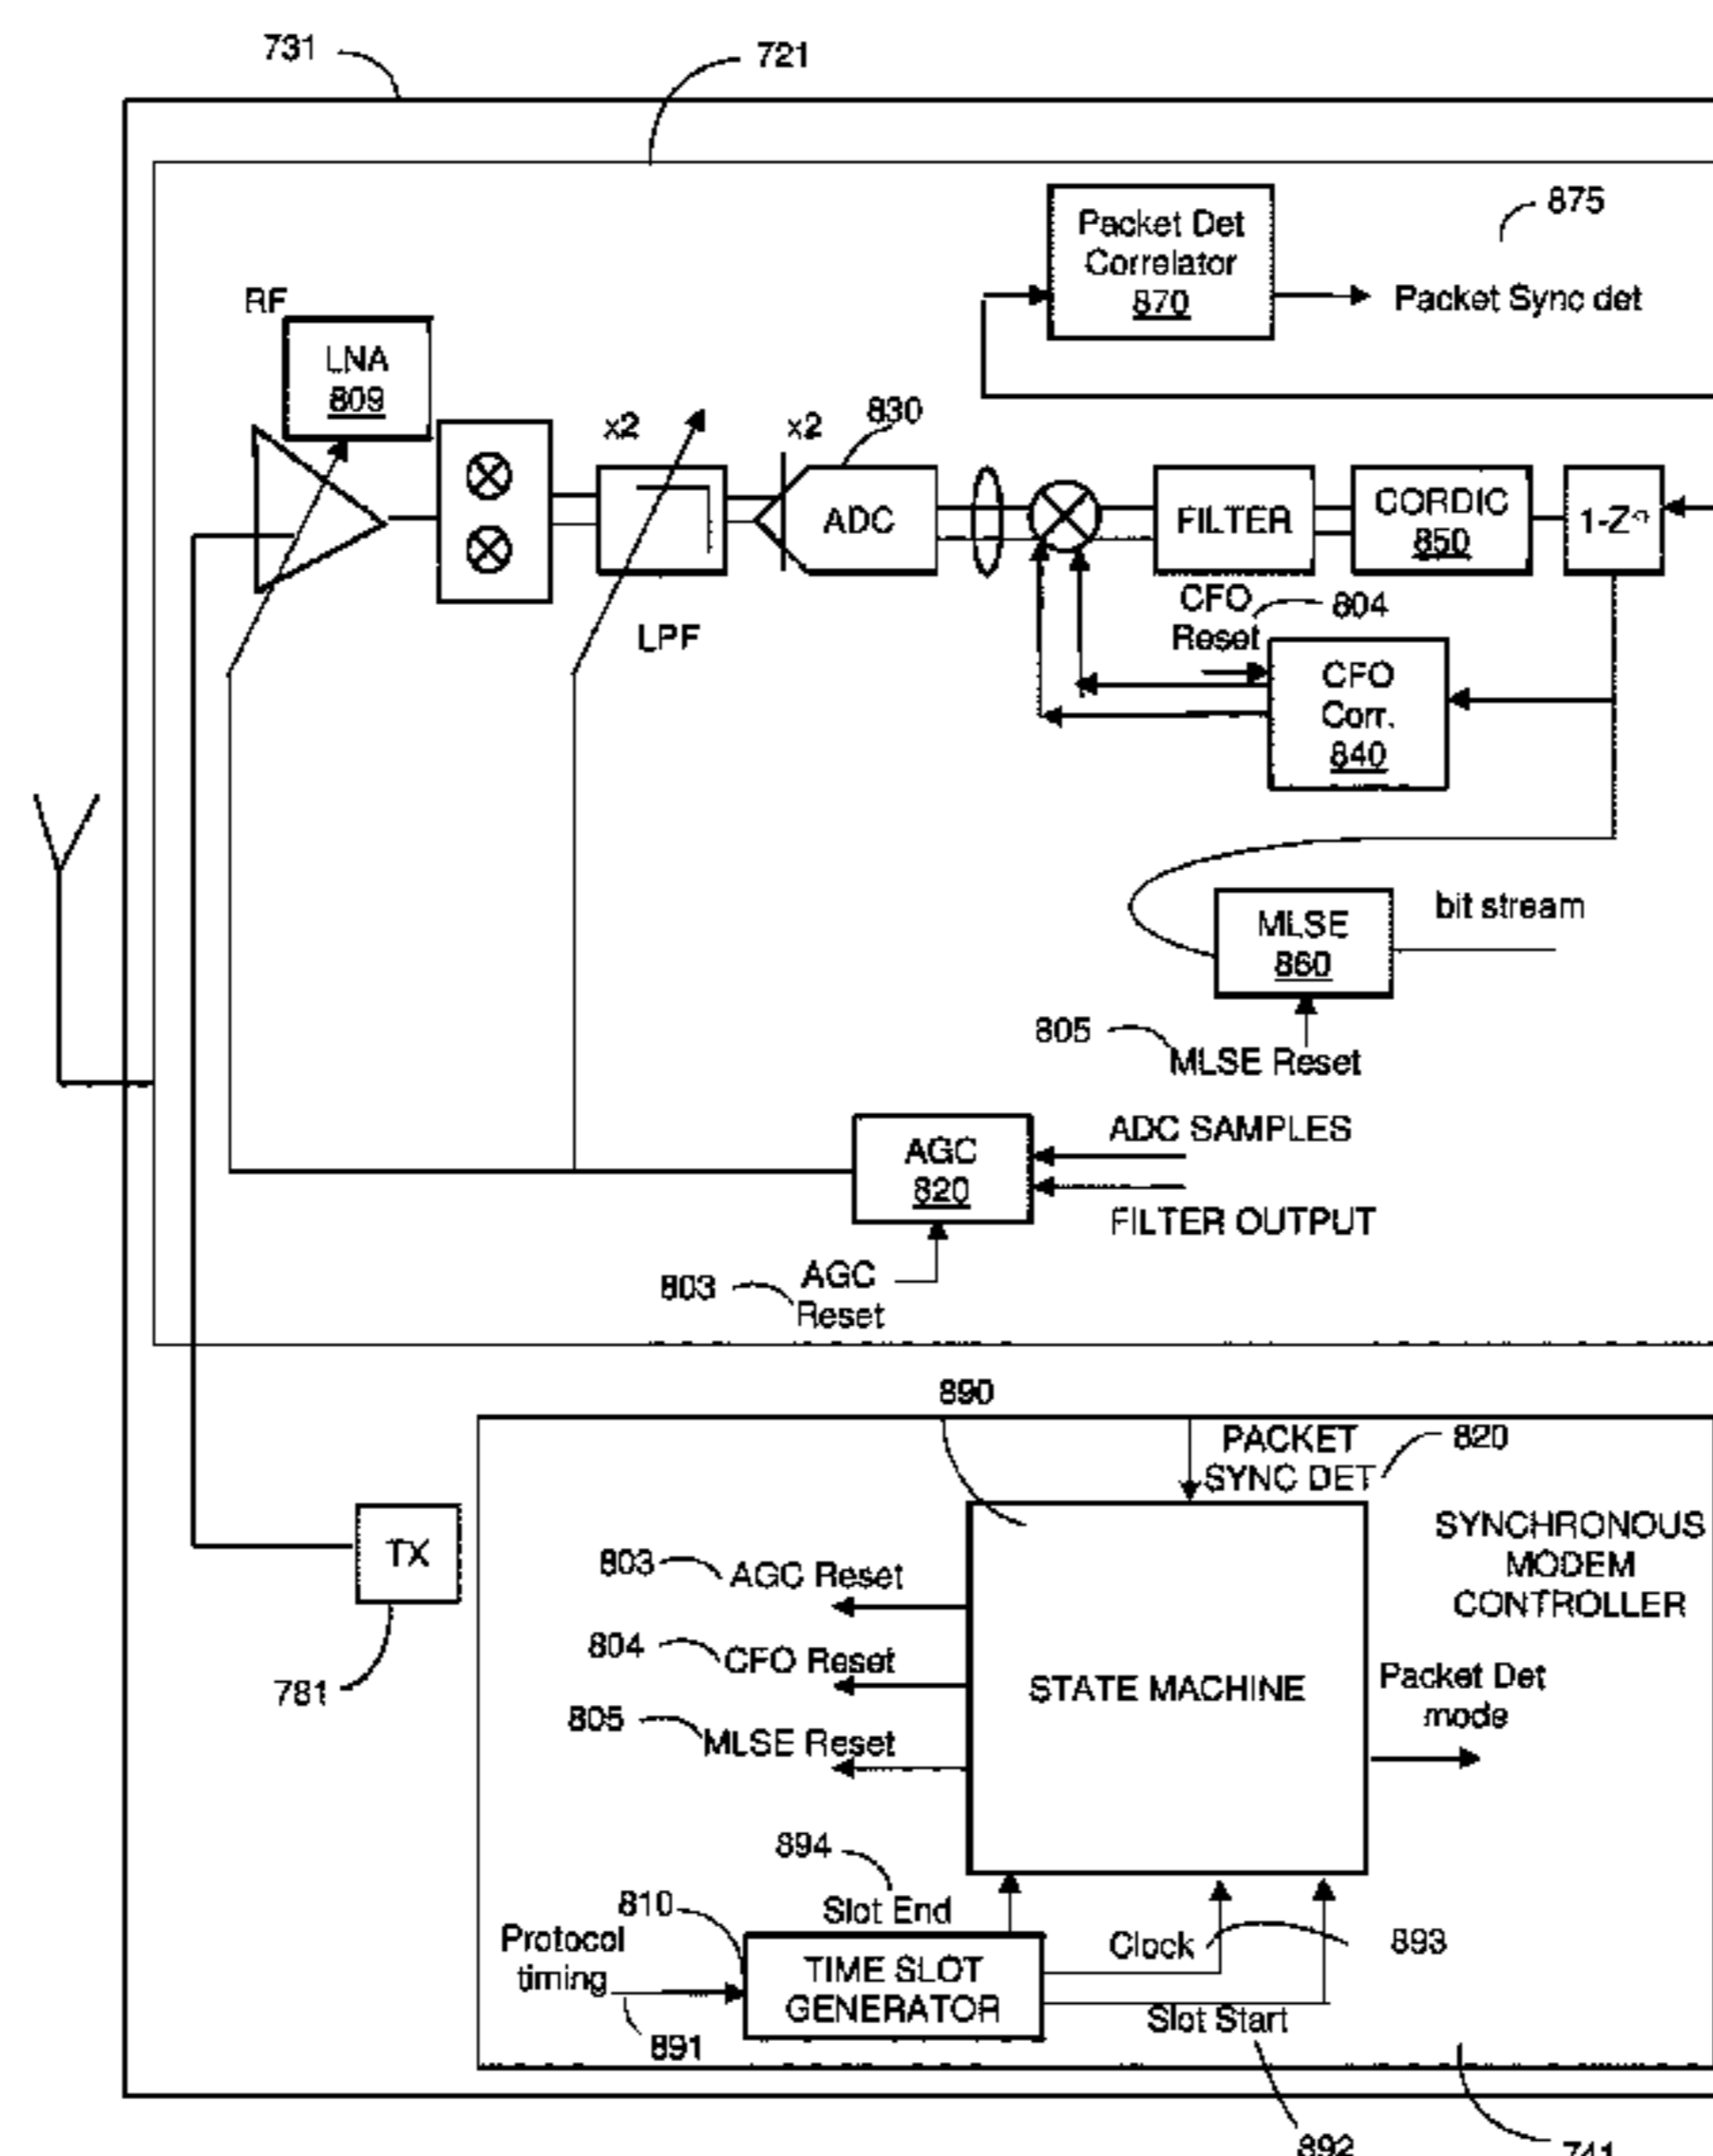 731
721
875
Packet Det
Correlator
870
Packet Sync det
RF
LNA
809
x2
x2
830
ADC
FILTER
CORDIC
850
CFO
Reset
804
LPF
CFO
Corr.
840
MLSE
860
bit stream
805
MLSE Reset
AGC
820
ADC SAMPLES
FILTER OUTPUT
803
AGC
Reset
890
PACKET
SYNC DET
820
SYNCHRONOUS
MODEM
CONTROLLER
TX
781
803
AGC Reset
804
CFO Reset
805
MLSE Reset
STATE MACHINE
Packet Det
mode
894
Slot End
810
Protocol
timing
891
TIME SLOT
GENERATOR
Clock
893
Slot Start
892
741